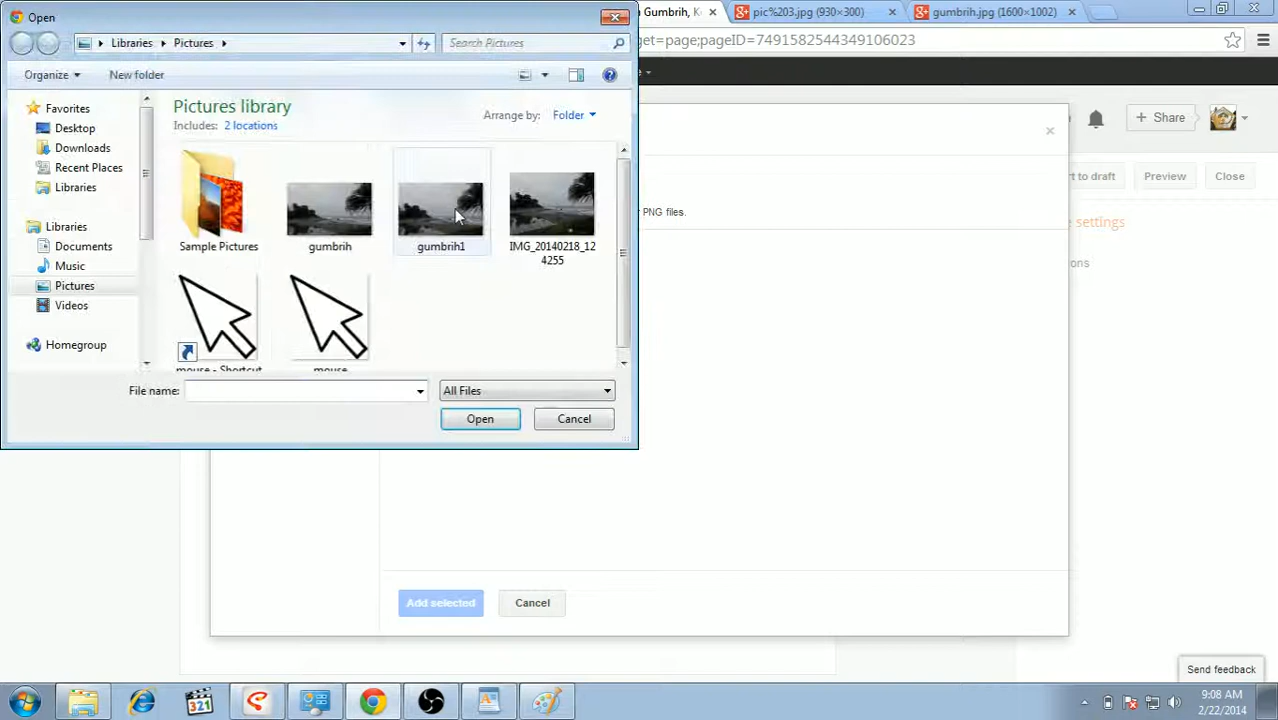 Open
Gumbrih, K
pic%203.jpg (930×300)
gumbrih.jpg (1600×1002)
Libraries
Pictures
Search Pictures
get=page;pageID=7491582544349106023
Organize
New folder
Favorites
Desktop
Downloads
Recent Places
Libraries
Libraries
Documents
Music
Pictures
Videos
Homegroup
Pictures library
Includes: 2 locations
Arrange by: Folder
Sample Pictures
gumbrih
gumbrih1
IMG_20140218_124255
mouse - Shortcut
mouse
File name:
All Files
Open
Cancel
Share
t to draft
Preview
Close
PNG files.
e settings
ons
Add selected
Cancel
Send feedback
321
9:08 AM
2/22/2014